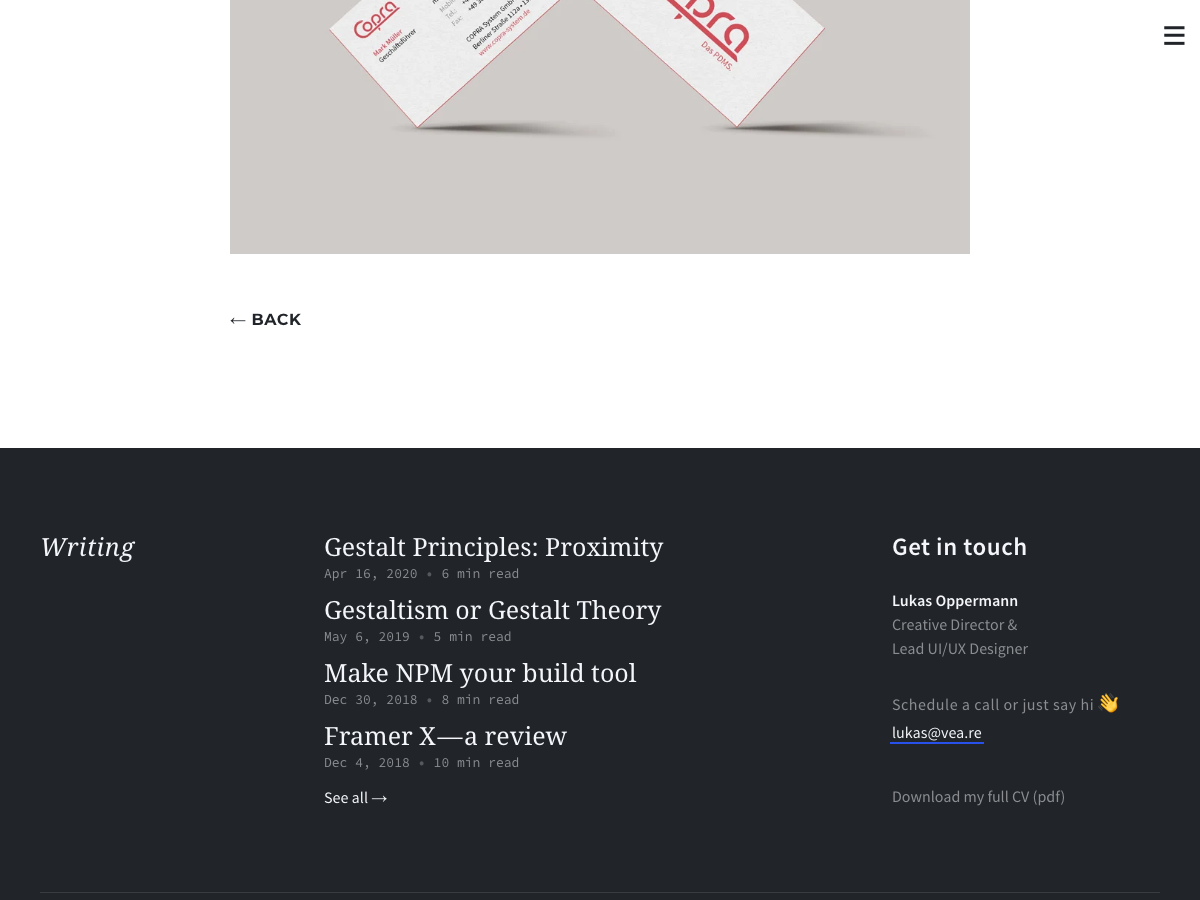 Copra
Mark Müller
Geschäftsführer
Mobil:
Tel.:
Fax:
COPRA System GmbH
Berliner Straße 112a
www.copra-system.de
Das PDMS.
← BACK
Writing
Gestalt Principles: Proximity
Apr 16, 2020 • 6 min read
Gestaltism or Gestalt Theory
May 6, 2019 • 5 min read
Make NPM your build tool
Dec 30, 2018 • 8 min read
Framer X—a review
Dec 4, 2018 • 10 min read
See all →
Get in touch
Lukas Oppermann
Creative Director &
Lead UI/UX Designer
Schedule a call or just say hi 👋
lukas@vea.re
Download my full CV (pdf)